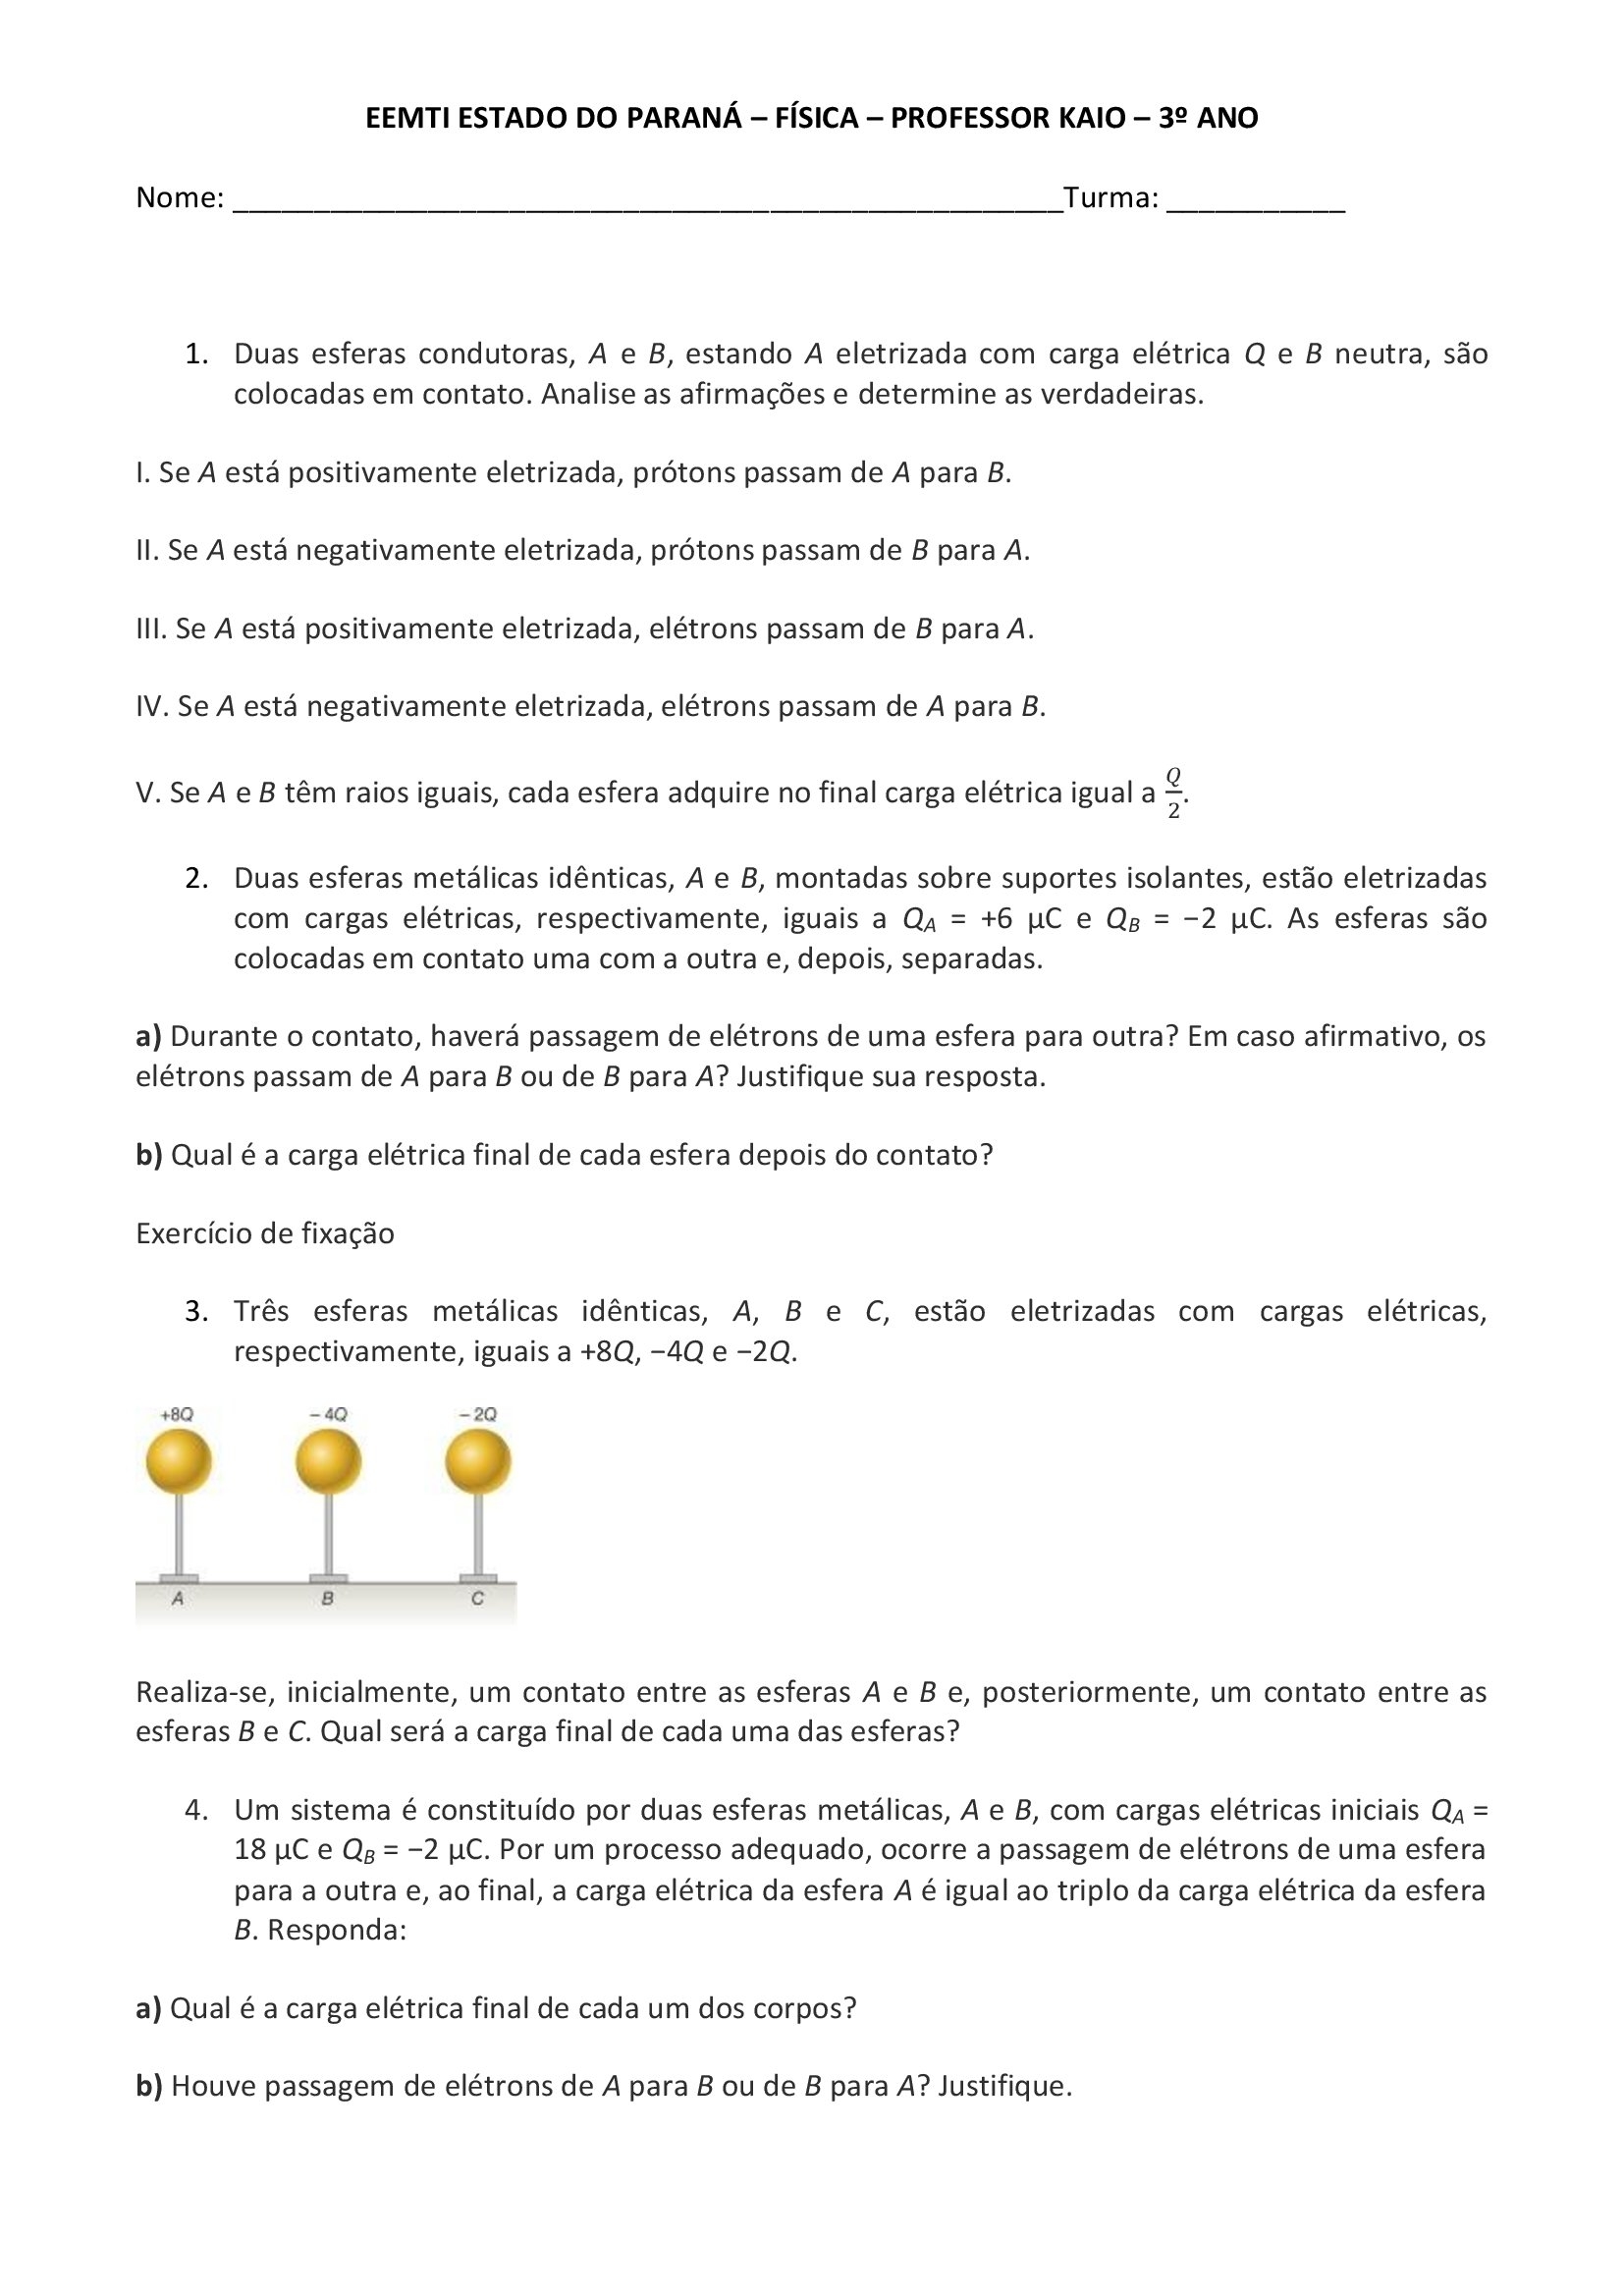 EEMTI ESTADO DO PARANÁ – FÍSICA – PROFESSOR KAIO – 3º ANO
Nome: ____________________________________________________Turma: ___________
1. Duas esferas condutoras, A e B, estando A eletrizada com carga elétrica Q e B neutra, são
colocadas em contato. Analise as afirmações e determine as verdadeiras.
I. Se A está positivamente eletrizada, prótons passam de A para B.
II. Se A está negativamente eletrizada, prótons passam de B para A.
III. Se A está positivamente eletrizada, elétrons passam de B para A.
IV. Se A está negativamente eletrizada, elétrons passam de A para B.
V. Se A e B têm raios iguais, cada esfera adquire no final carga elétrica igual a Q/2.
2. Duas esferas metálicas idênticas, A e B, montadas sobre suportes isolantes, estão eletrizadas
com cargas elétricas, respectivamente, iguais a QA = +6 μC e QB = −2 μC. As esferas são
colocadas em contato uma com a outra e, depois, separadas.
a) Durante o contato, haverá passagem de elétrons de uma esfera para outra? Em caso afirmativo, os
elétrons passam de A para B ou de B para A? Justifique sua resposta.
b) Qual é a carga elétrica final de cada esfera depois do contato?
Exercício de fixação
3. Três esferas metálicas idênticas, A, B e C, estão eletrizadas com cargas elétricas,
respectivamente, iguais a +8Q, −4Q e −2Q.
+8Q – 4Q – 2Q
A B C
Realiza-se, inicialmente, um contato entre as esferas A e B e, posteriormente, um contato entre as
esferas B e C. Qual será a carga final de cada uma das esferas?
4. Um sistema é constituído por duas esferas metálicas, A e B, com cargas elétricas iniciais QA =
18 μC e QB = −2 μC. Por um processo adequado, ocorre a passagem de elétrons de uma esfera
para a outra e, ao final, a carga elétrica da esfera A é igual ao triplo da carga elétrica da esfera
B. Responda:
a) Qual é a carga elétrica final de cada um dos corpos?
b) Houve passagem de elétrons de A para B ou de B para A? Justifique.